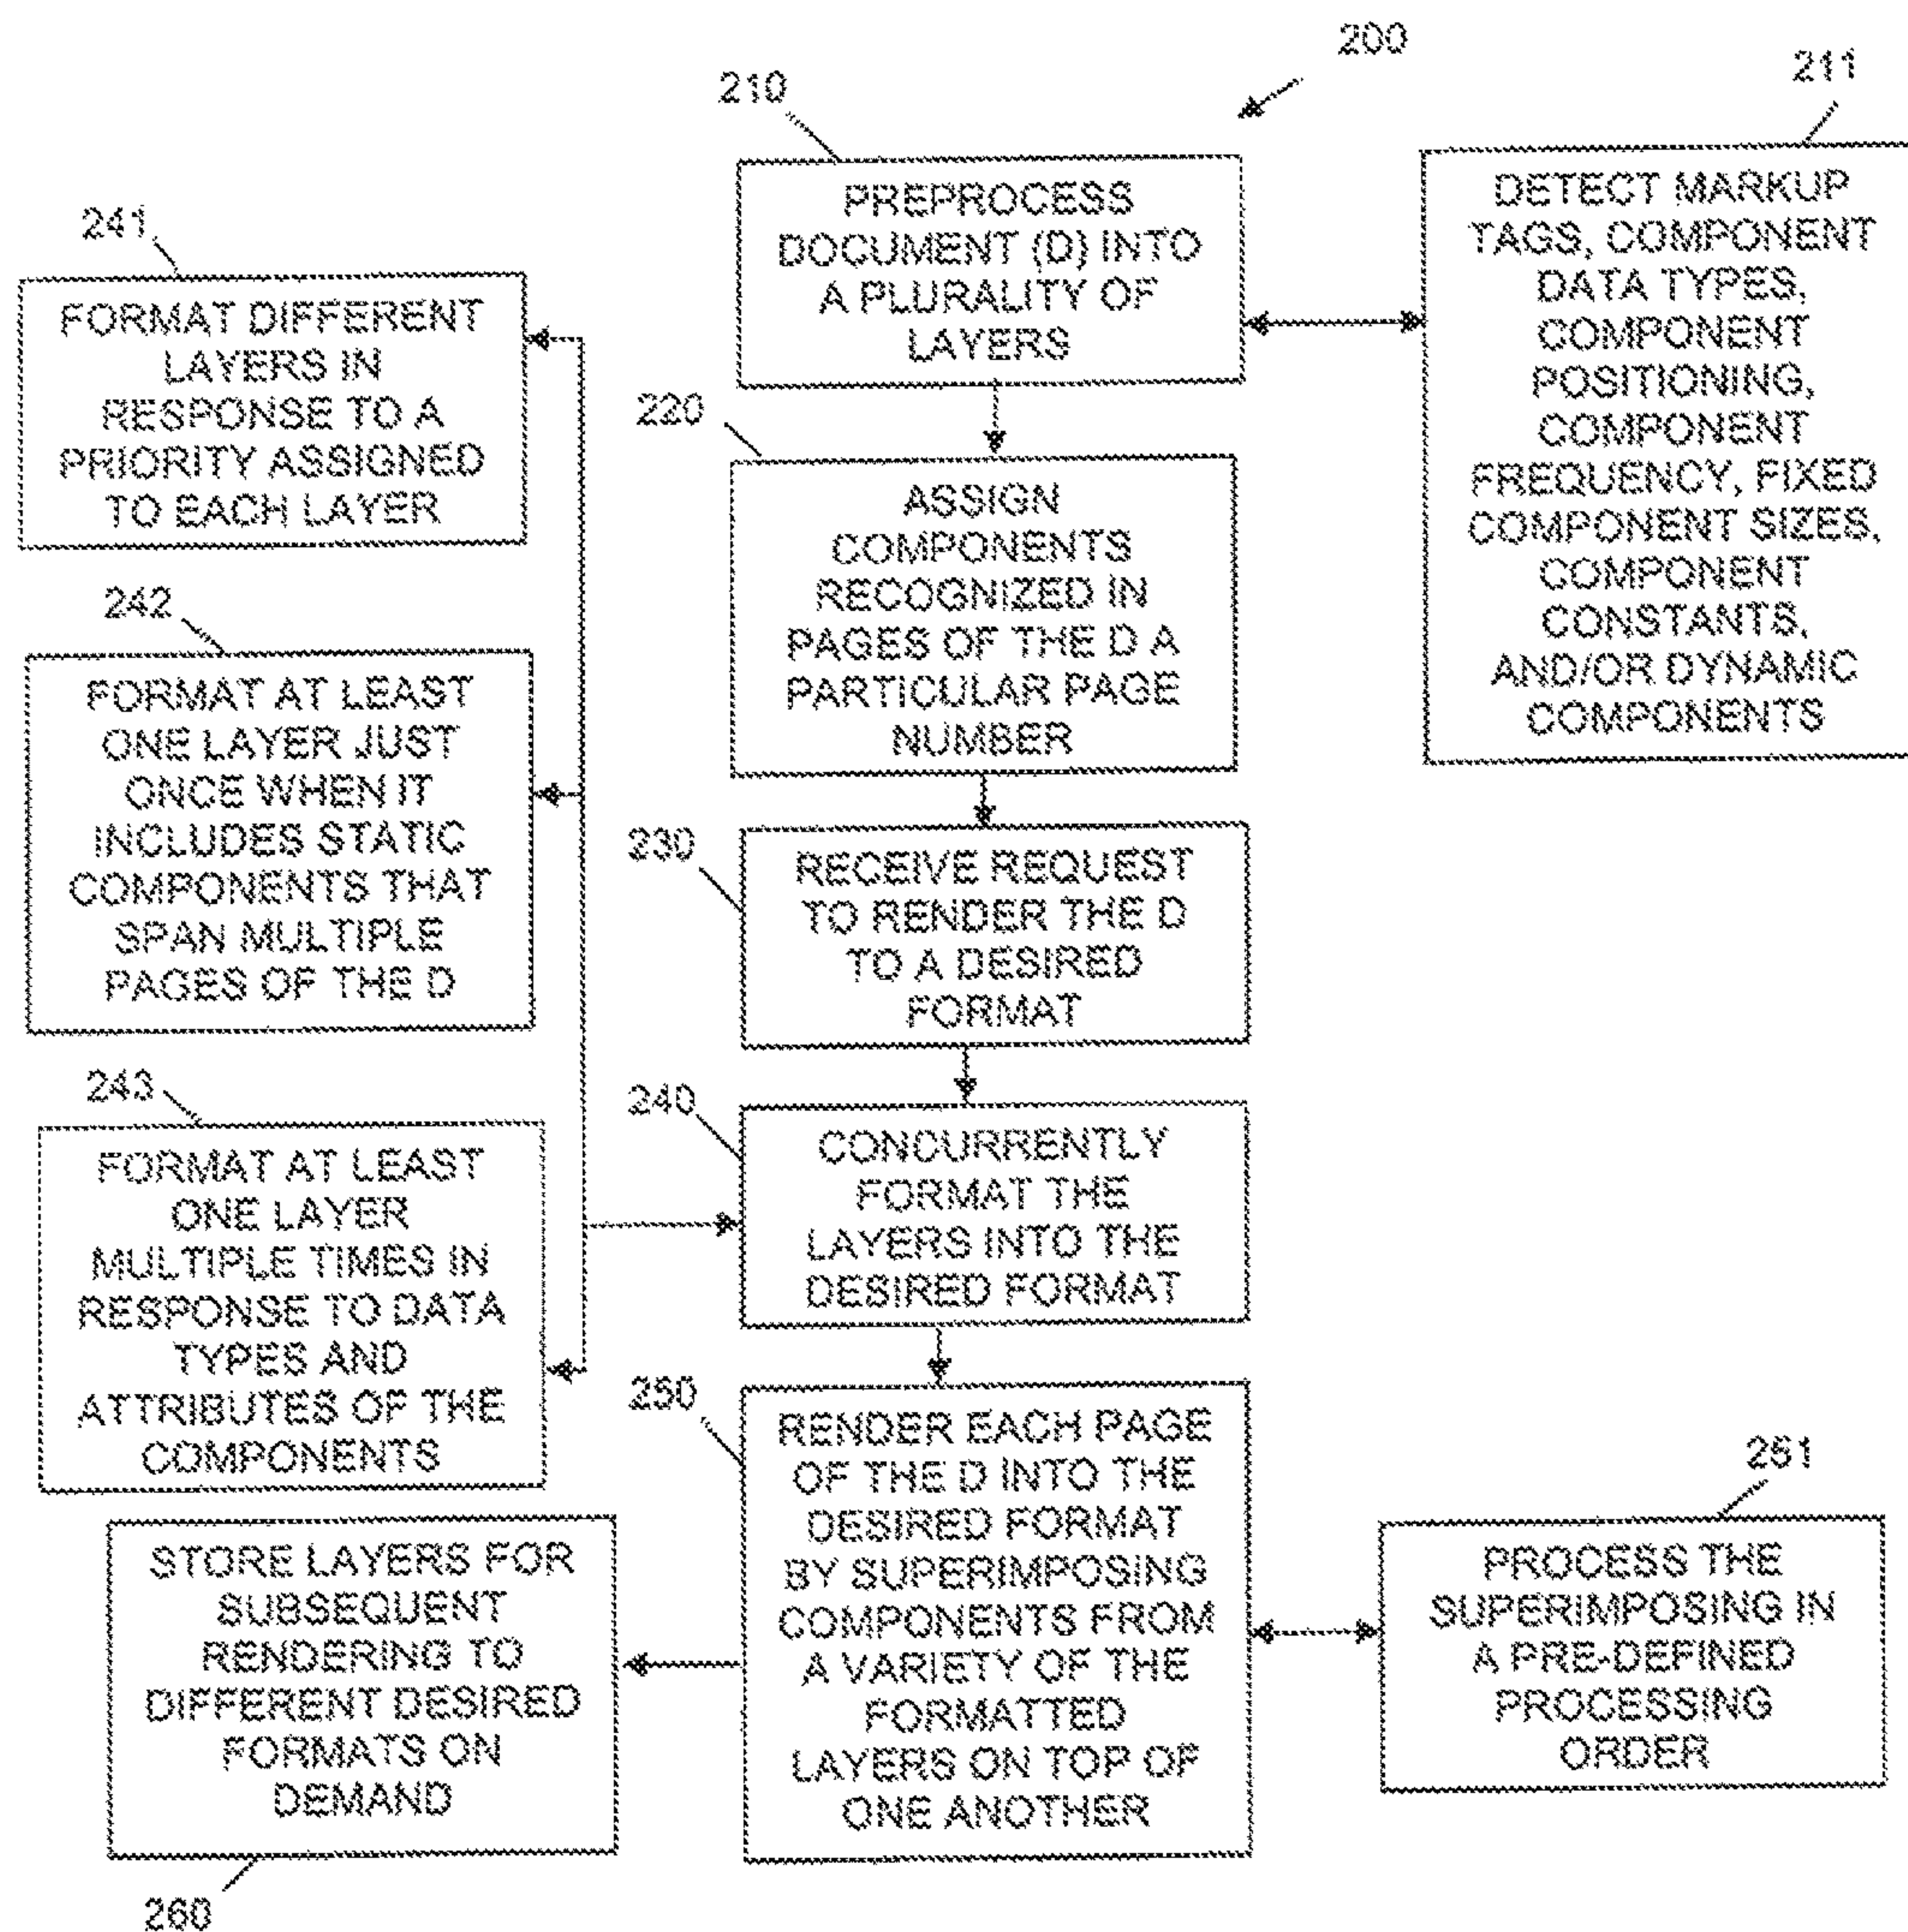 200
210
PREPROCESS
DOCUMENT (D) INTO
A PLURALITY OF
LAYERS
211
DETECT MARKUP
TAGS, COMPONENT
DATA TYPES,
COMPONENT
POSITIONING,
COMPONENT
FREQUENCY, FIXED
COMPONENT SIZES,
COMPONENT
CONSTANTS,
AND/OR DYNAMIC
COMPONENTS
220
ASSIGN
COMPONENTS
RECOGNIZED IN
PAGES OF THE D A
PARTICULAR PAGE
NUMBER
230
RECEIVE REQUEST
TO RENDER THE D
TO A DESIRED
FORMAT
240
CONCURRENTLY
FORMAT THE
LAYERS INTO THE
DESIRED FORMAT
241
FORMAT DIFFERENT
LAYERS IN
RESPONSE TO A
PRIORITY ASSIGNED
TO EACH LAYER
242
FORMAT AT LEAST
ONE LAYER JUST
ONCE WHEN IT
INCLUDES STATIC
COMPONENTS THAT
SPAN MULTIPLE
PAGES OF THE D
243
FORMAT AT LEAST
ONE LAYER
MULTIPLE TIMES IN
RESPONSE TO DATA
TYPES AND
ATTRIBUTES OF THE
COMPONENTS
250
RENDER EACH PAGE
OF THE D INTO THE
DESIRED FORMAT
BY SUPERIMPOSING
COMPONENTS FROM
A VARIETY OF THE
FORMATTED
LAYERS ON TOP OF
ONE ANOTHER
251
PROCESS THE
SUPERIMPOSING IN
A PRE-DEFINED
PROCESSING
ORDER
STORE LAYERS FOR
SUBSEQUENT
RENDERING TO
DIFFERENT DESIRED
FORMATS ON
DEMAND
260